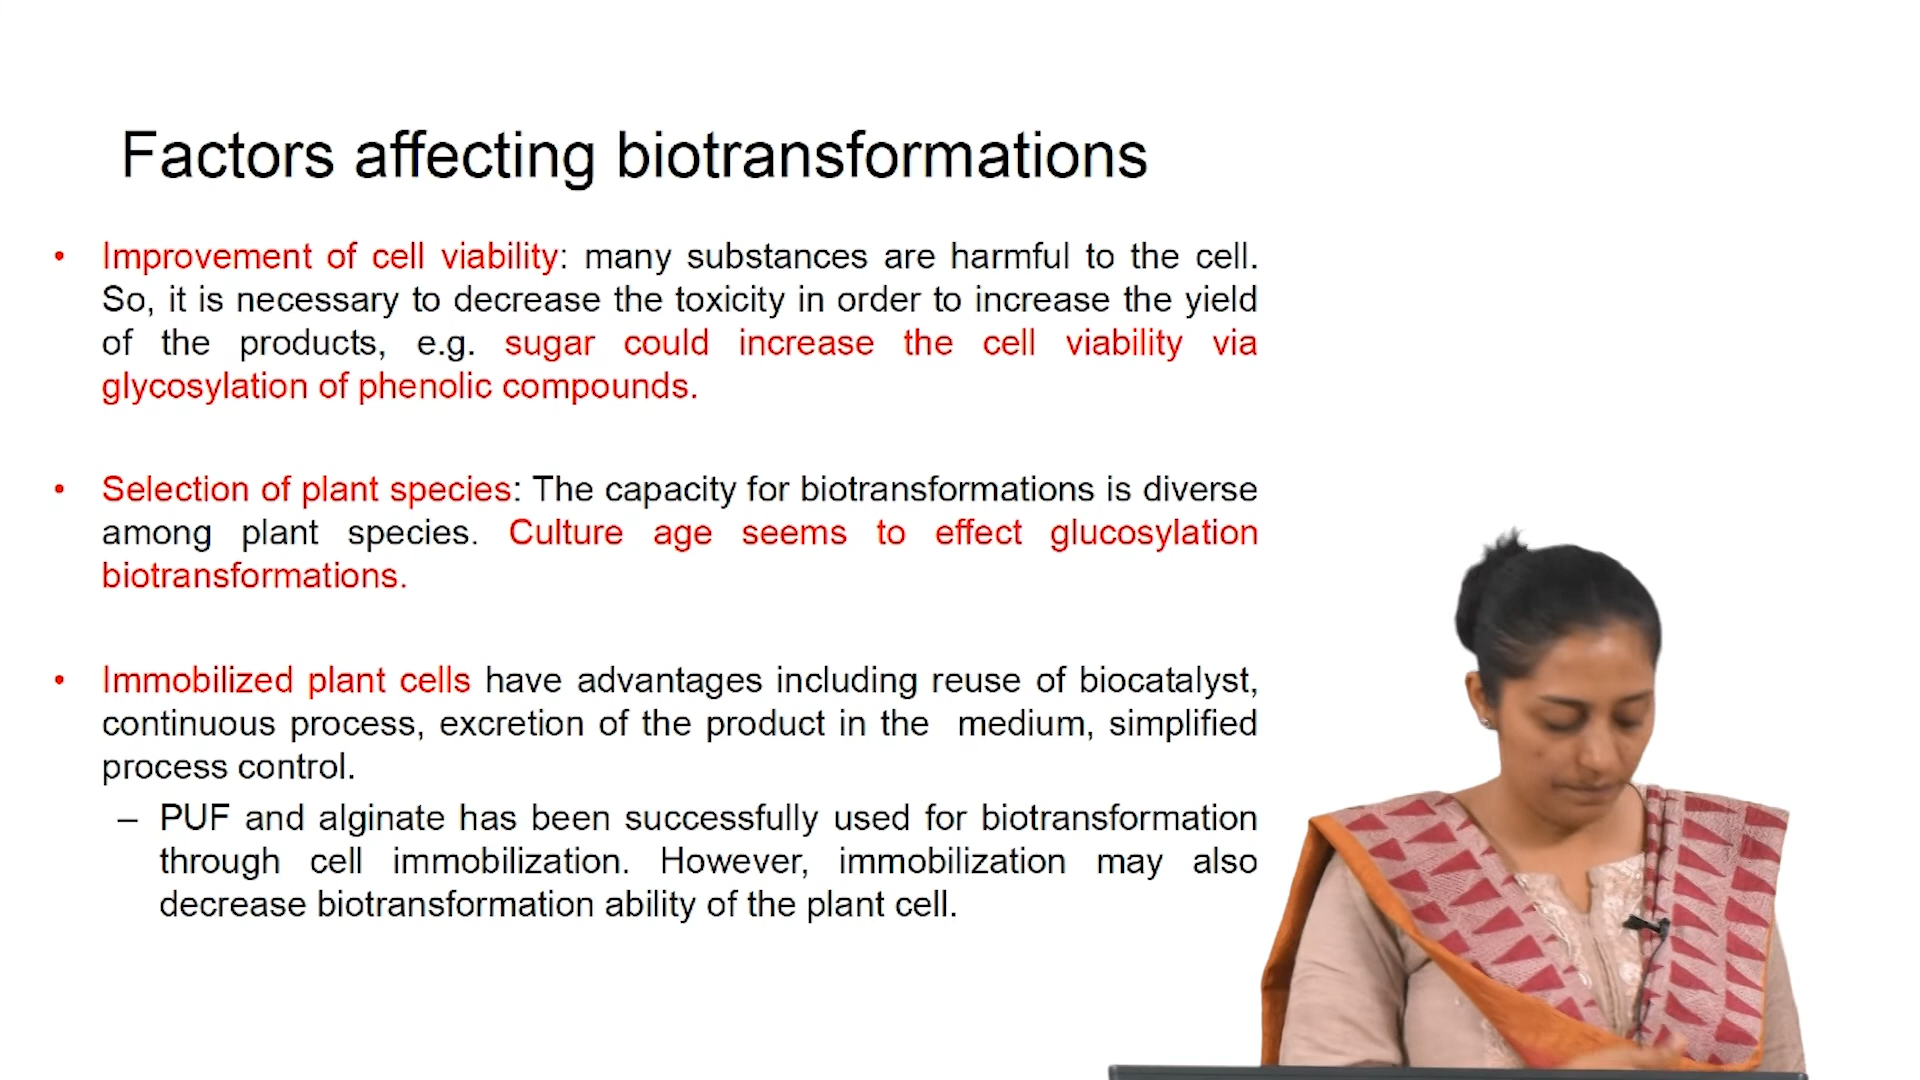 Factors affecting biotransformations
• Improvement of cell viability: many substances are harmful to the cell.
So, it is necessary to decrease the toxicity in order to increase the yield
of the products, e.g. sugar could increase the cell viability via
glycosylation of phenolic compounds.
• Selection of plant species: The capacity for biotransformations is diverse
among plant species. Culture age seems to effect glucosylation
biotransformations.
• Immobilized plant cells have advantages including reuse of biocatalyst,
continuous process, excretion of the product in the medium, simplified
process control.
– PUF and alginate has been successfully used for biotransformation
through cell immobilization. However, immobilization may also
decrease biotransformation ability of the plant cell.